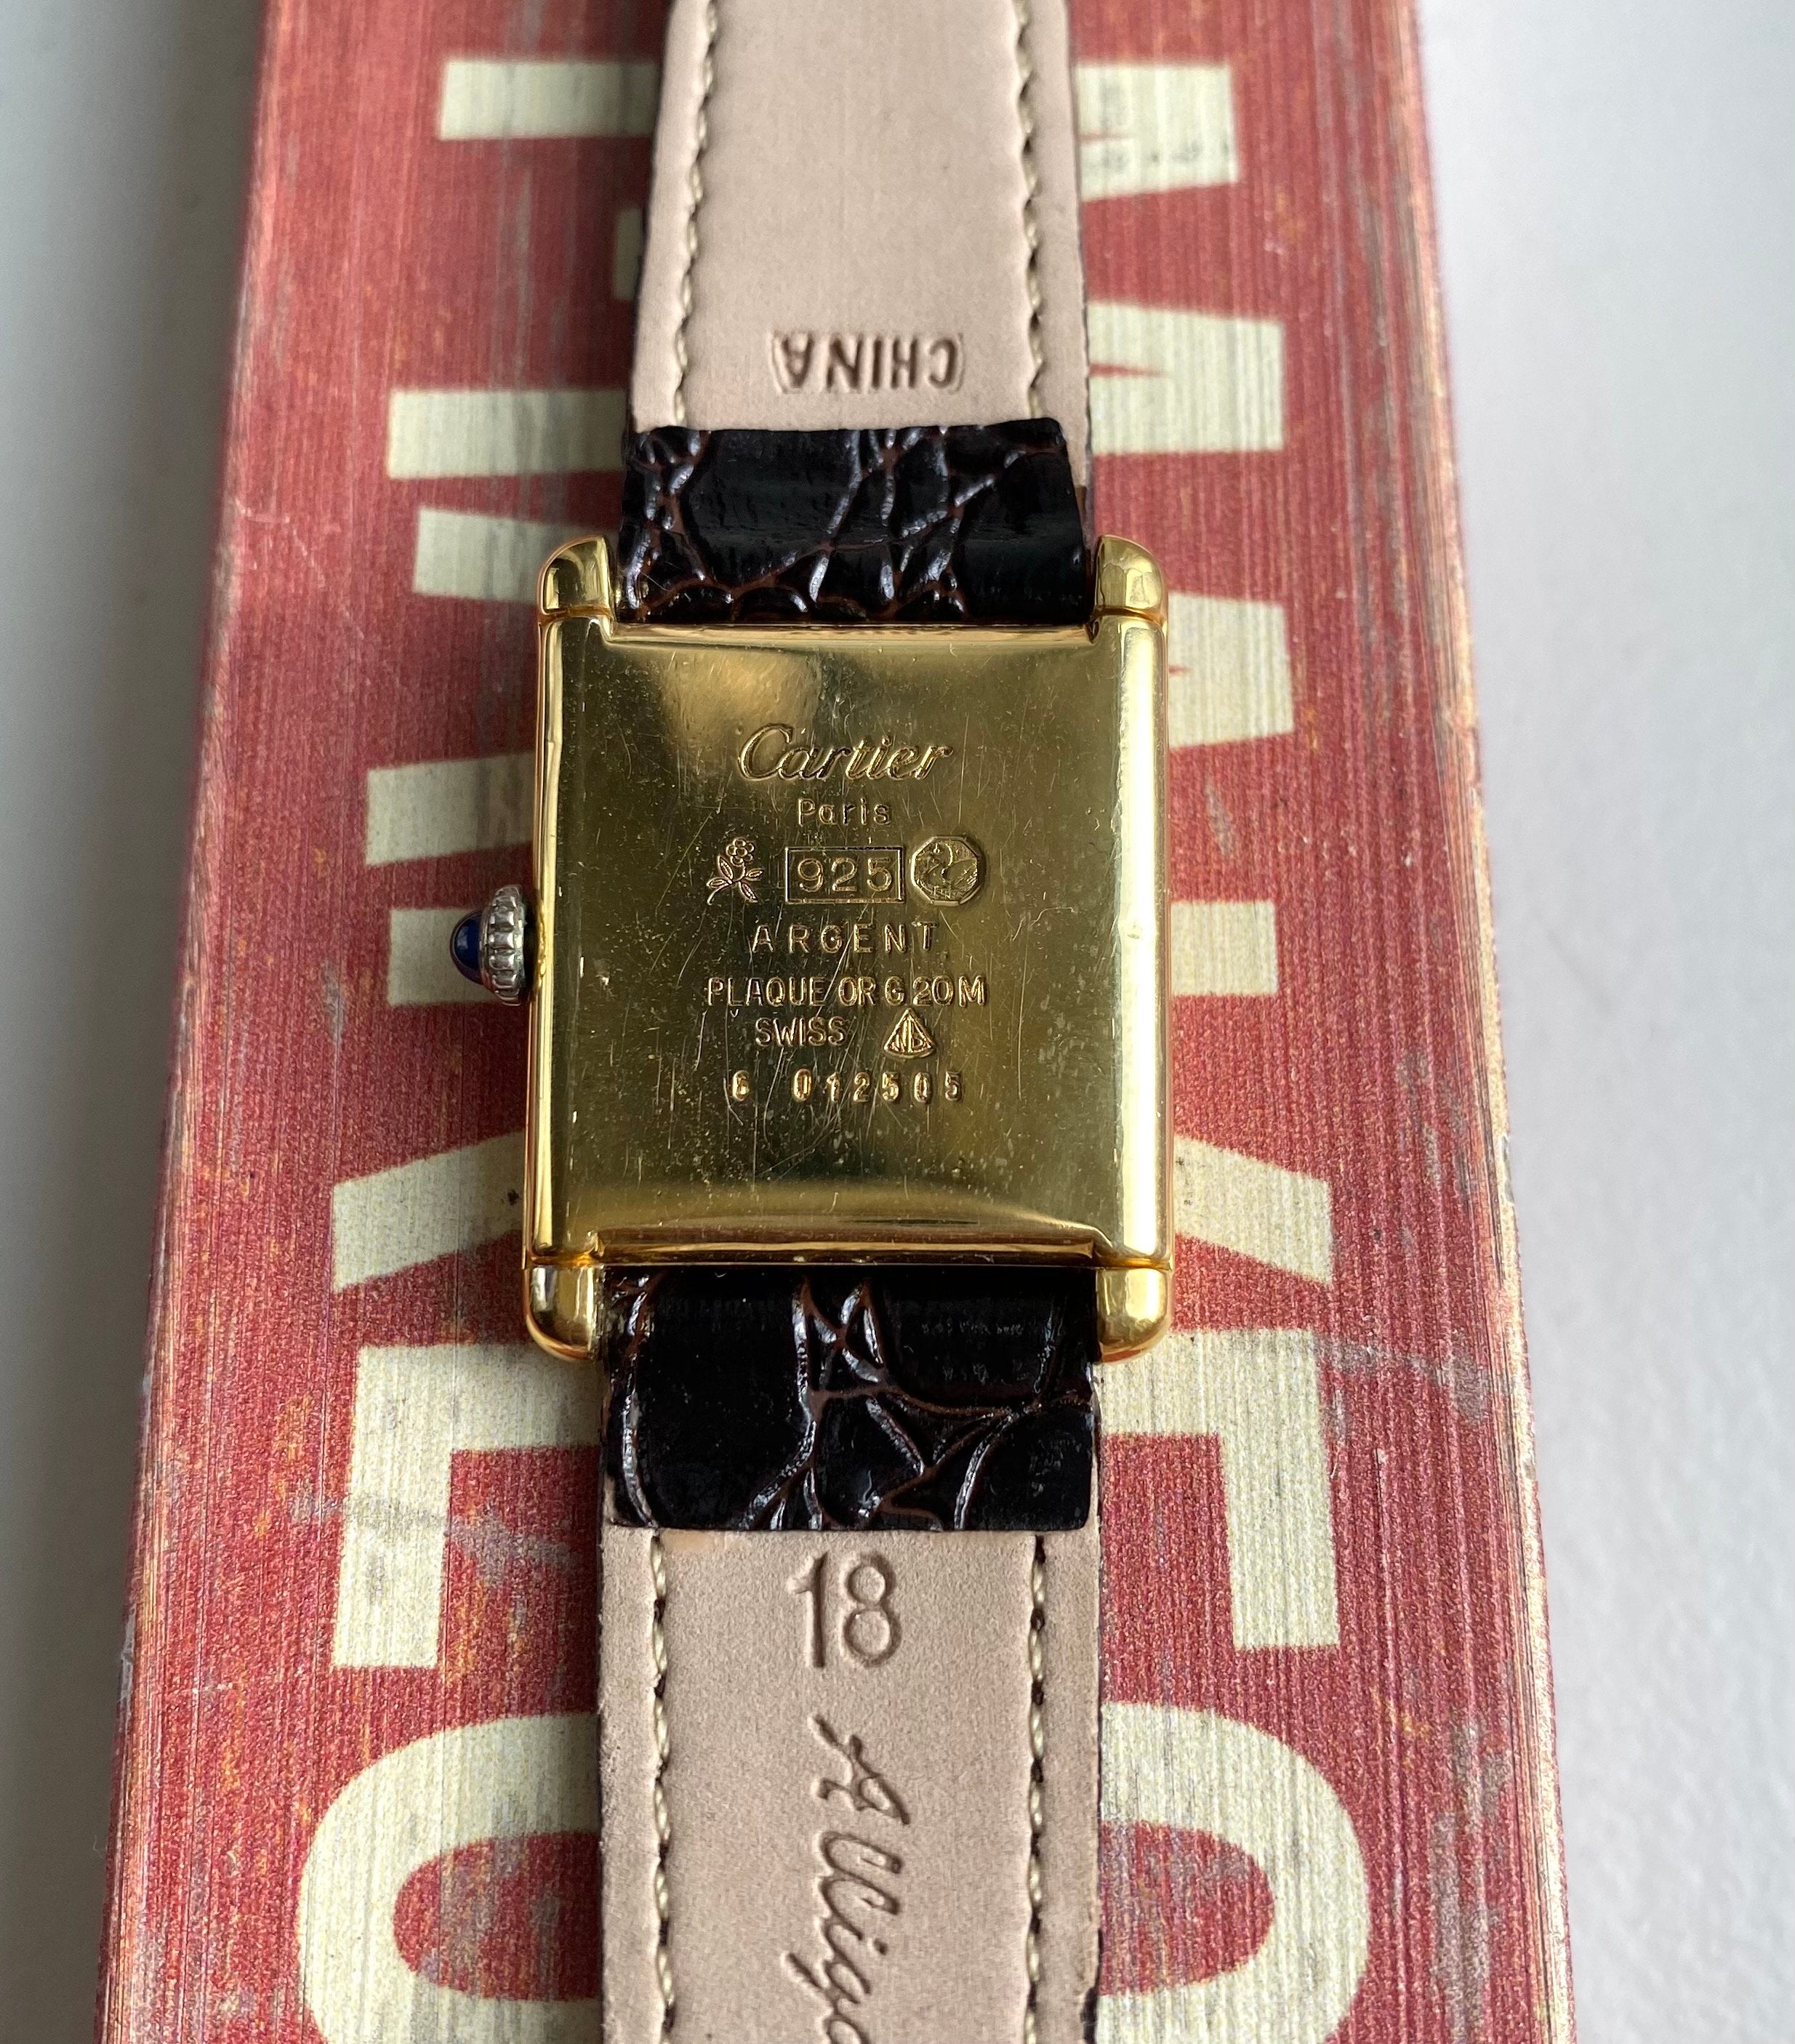 CHINA
Cartier
Paris
925
ARGENT
PLAQUE OR G 20 M
SWISS
6 012505
18